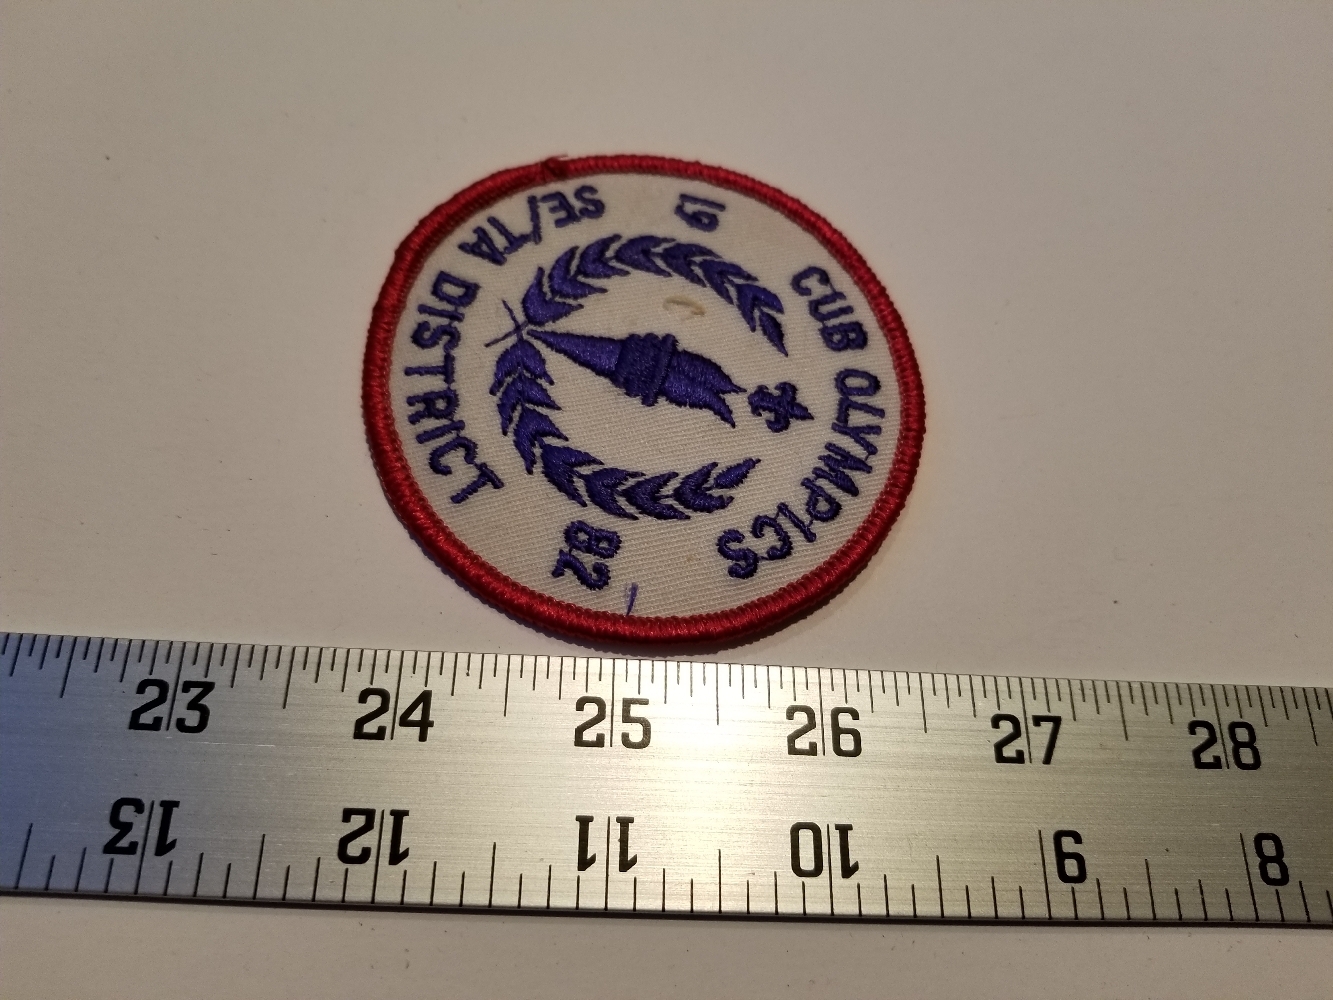 CUB OLYMPICS
19 82
SE/TA DISTRICT
23 24 25 26 27 28
13 12 11 10 9 8